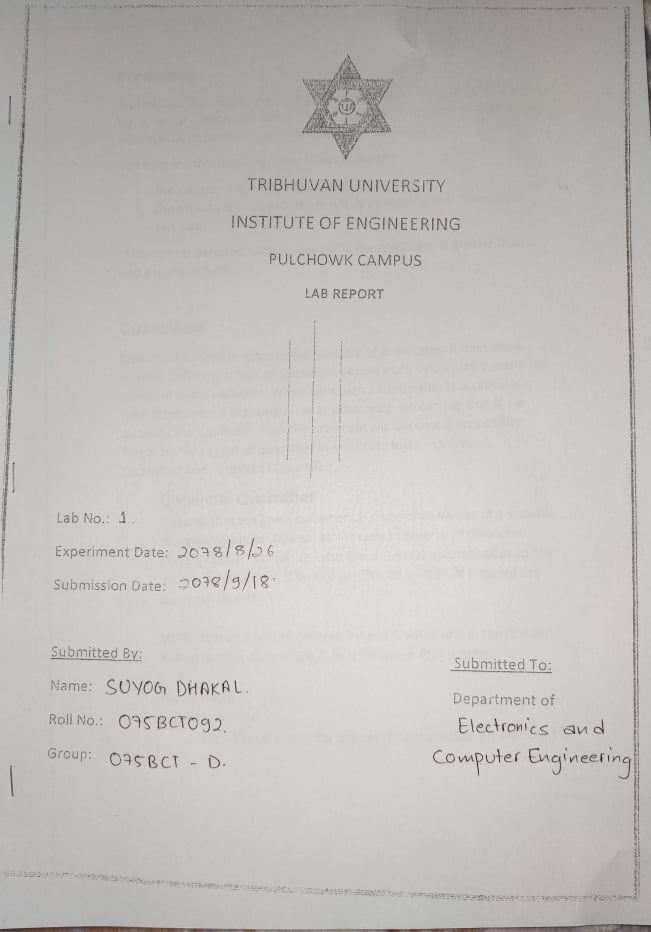 TRIBHUVAN UNIVERSITY
INSTITUTE OF ENGINEERING
PULCHOWK CAMPUS
LAB REPORT
Lab No.: 1.
Experiment Date: 2078/8/26
Submission Date: 2078/9/18.
Submitted By:
Name: SUYOG DHAKAL.
Roll No.: 075BCT092.
Group: 075BCT - D.
Submitted To:
Department of
Electronics and
Computer Engineering